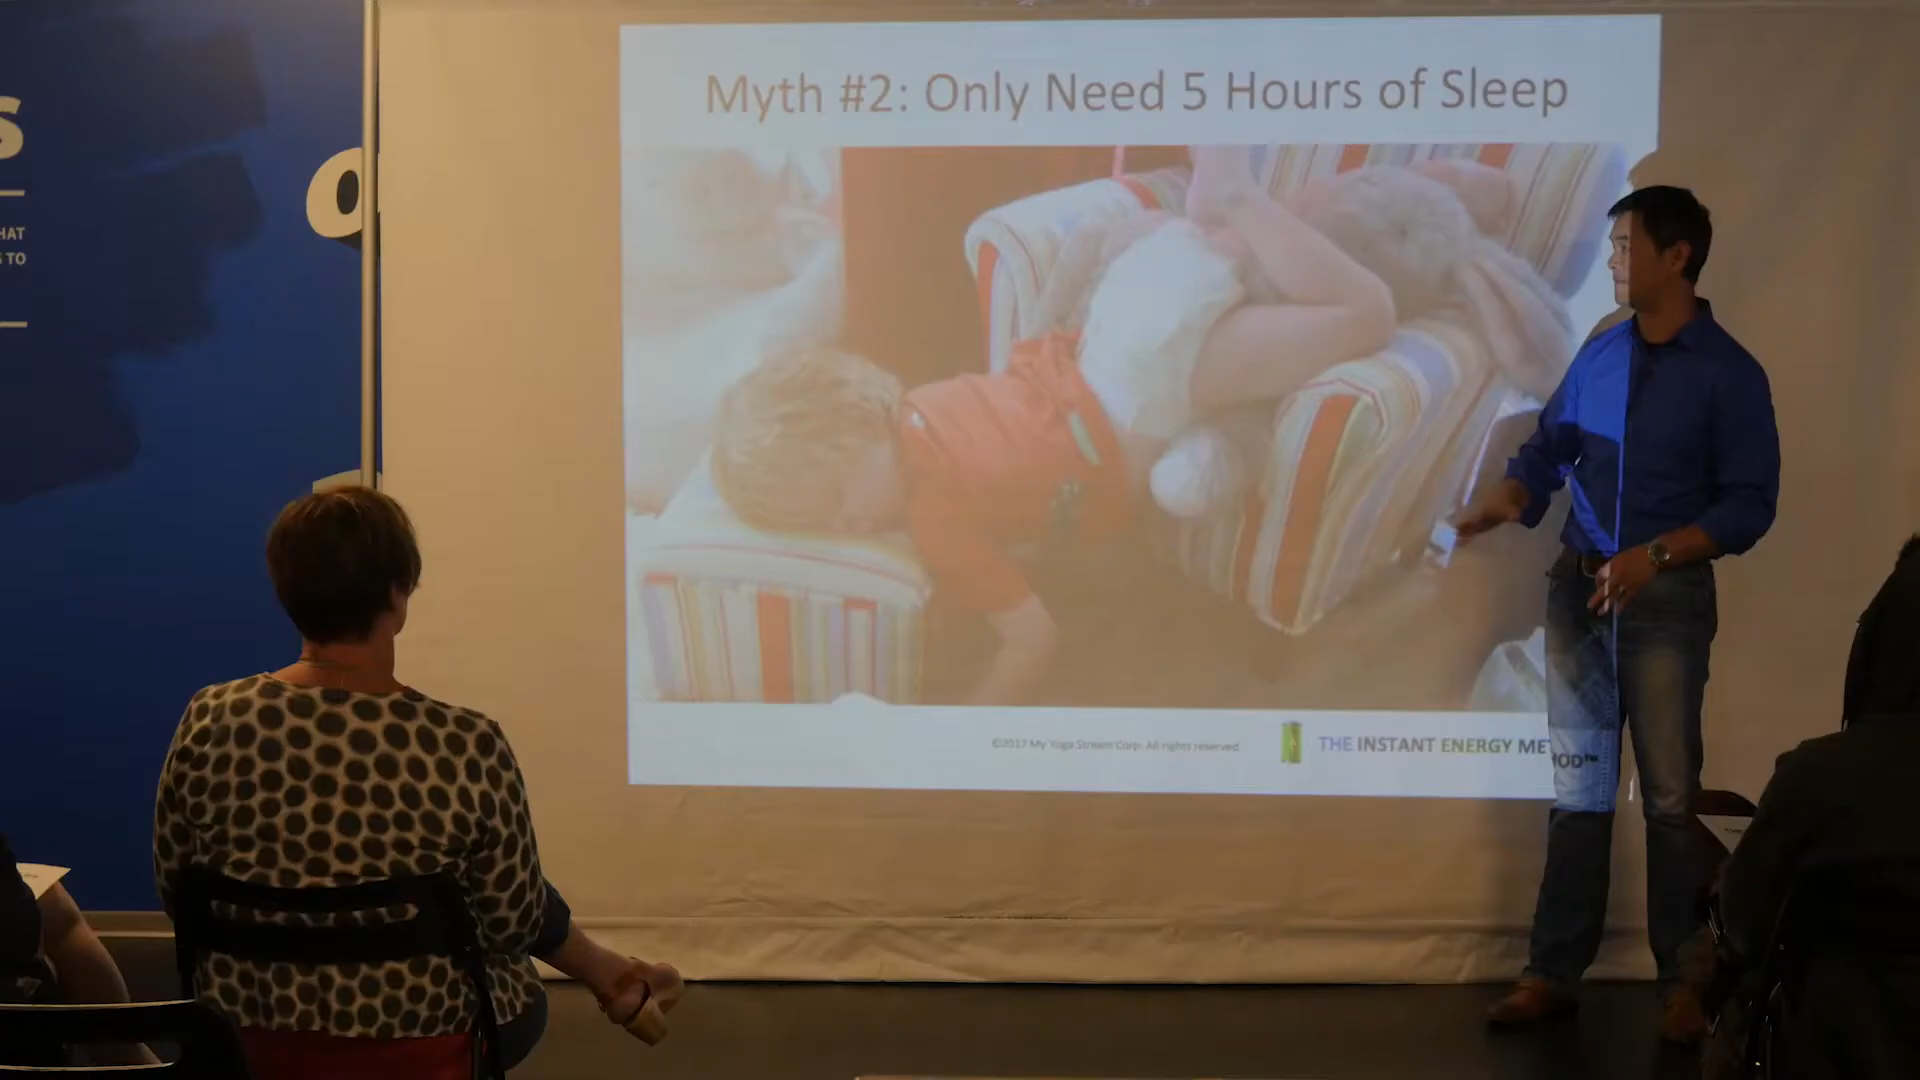 S
HAT
S TO
o
Myth #2: Only Need 5 Hours of Sleep
©2017 My Yoga Stream Corp. All rights reserved.
THE INSTANT ENERGY METHOD™